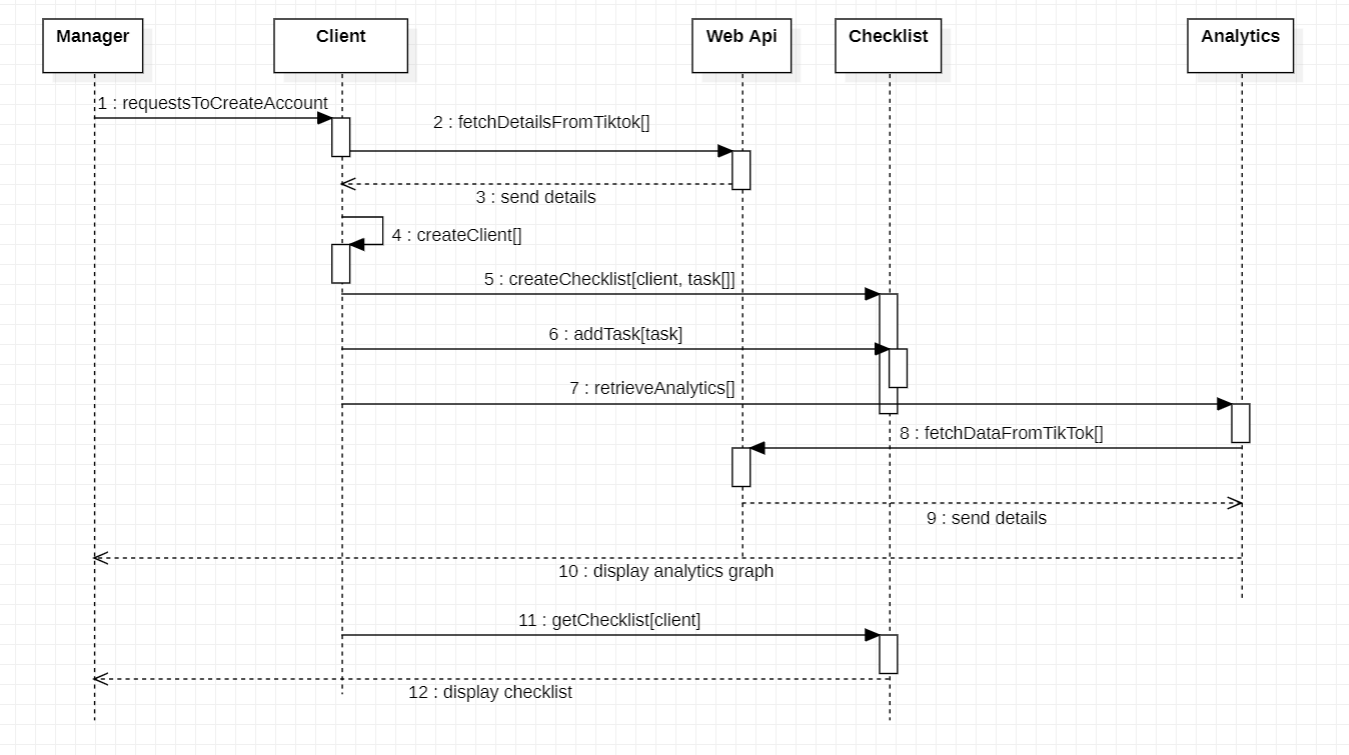 Manager
Client
Web Api
Checklist
Analytics
1 : requestsToCreateAccount
2 : fetchDetailsFromTiktok[]
3 : send details
4 : createClient[]
5 : createChecklist[client, task[]]
6 : addTask[task]
7 : retrieveAnalytics[]
8 : fetchDataFromTikTok[]
9 : send details
10 : display analytics graph
11 : getChecklist[client]
12 : display checklist